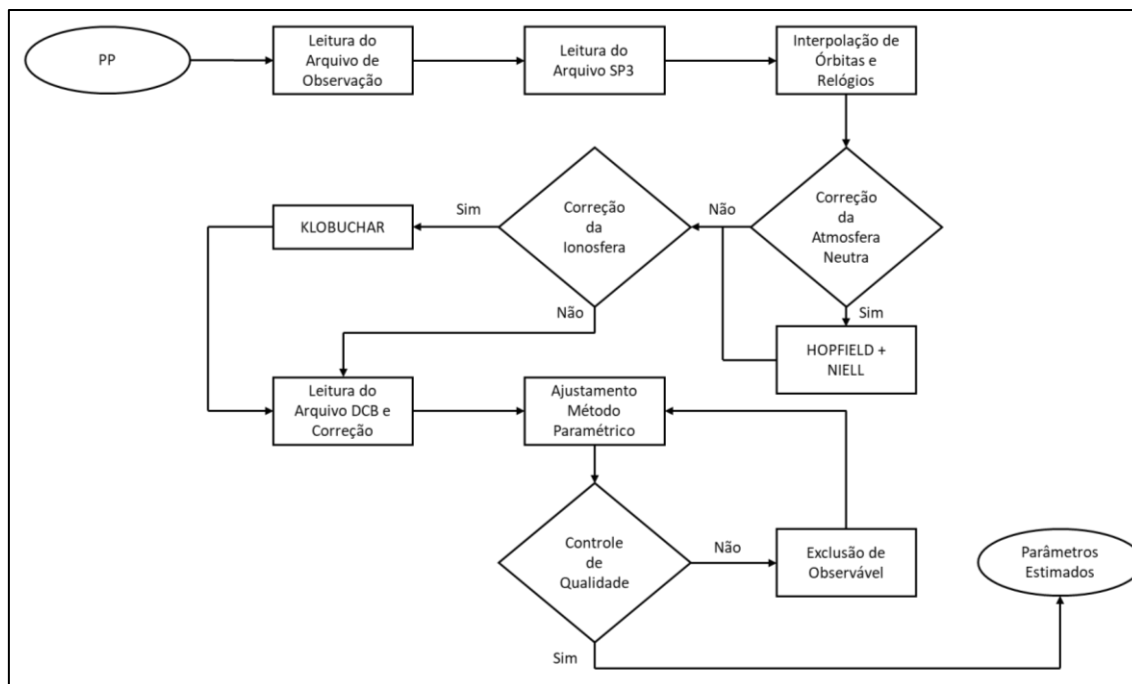 PP
Leitura do
Arquivo de
Observação
Leitura do
Arquivo SP3
Interpolação de
Órbitas e
Relógios
Correção
da
Atmosfera
Neutra
Não
Sim
HOPFIELD +
NIELL
Correção
da
Ionosfera
Sim
Não
KLOBUCHAR
Leitura do
Arquivo DCB e
Correção
Ajustamento
Método
Paramétrico
Controle
de
Qualidade
Não
Exclusão de
Observável
Sim
Parâmetros
Estimados